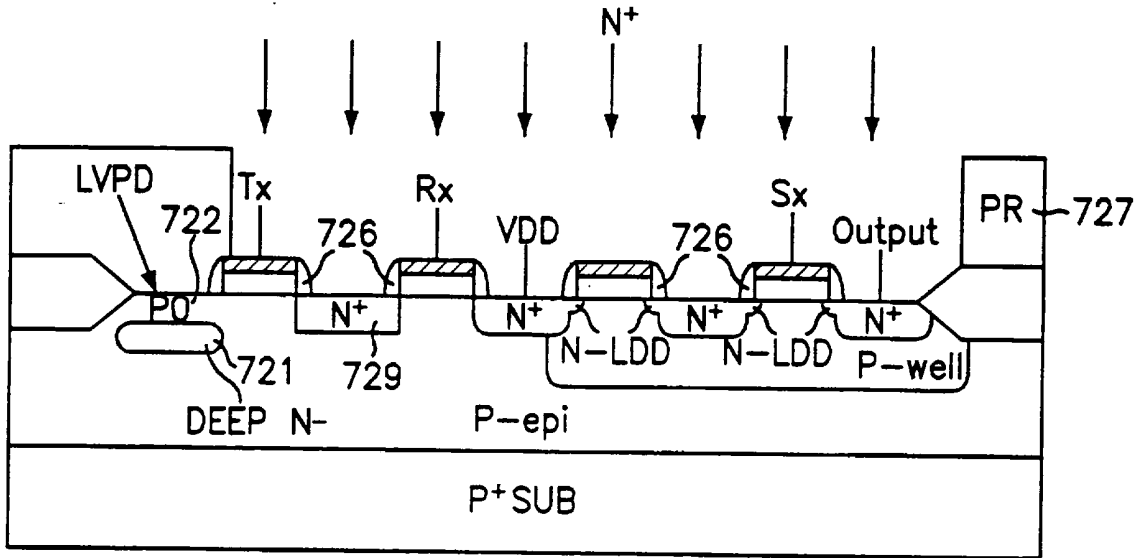 N+
LVPD
Tx
Rx
Sx
PR
727
722
726
VDD
726
Output
PO
N+
N+
N+
N+
721
729
N-LDD
N-LDD
P-well
DEEP N-
P-epi
P+SUB